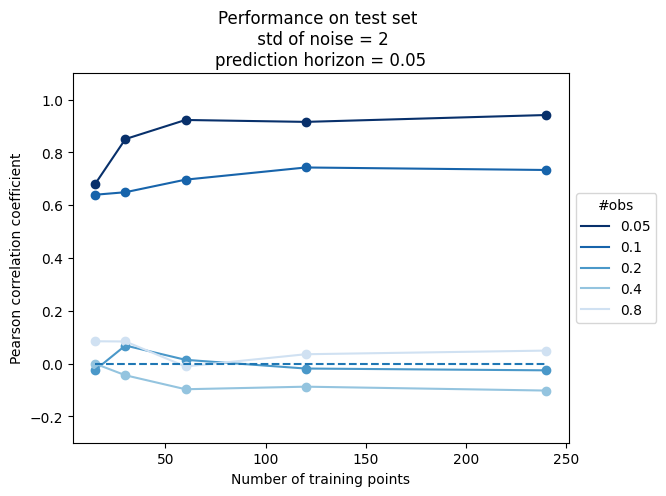 Performance on test set
std of noise = 2
prediction horizon = 0.05
Pearson correlation coefficient
1.0
0.8
0.6
0.4
0.2
0.0
−0.2
50
100
150
200
250
Number of training points
#obs
0.05
0.1
0.2
0.4
0.8